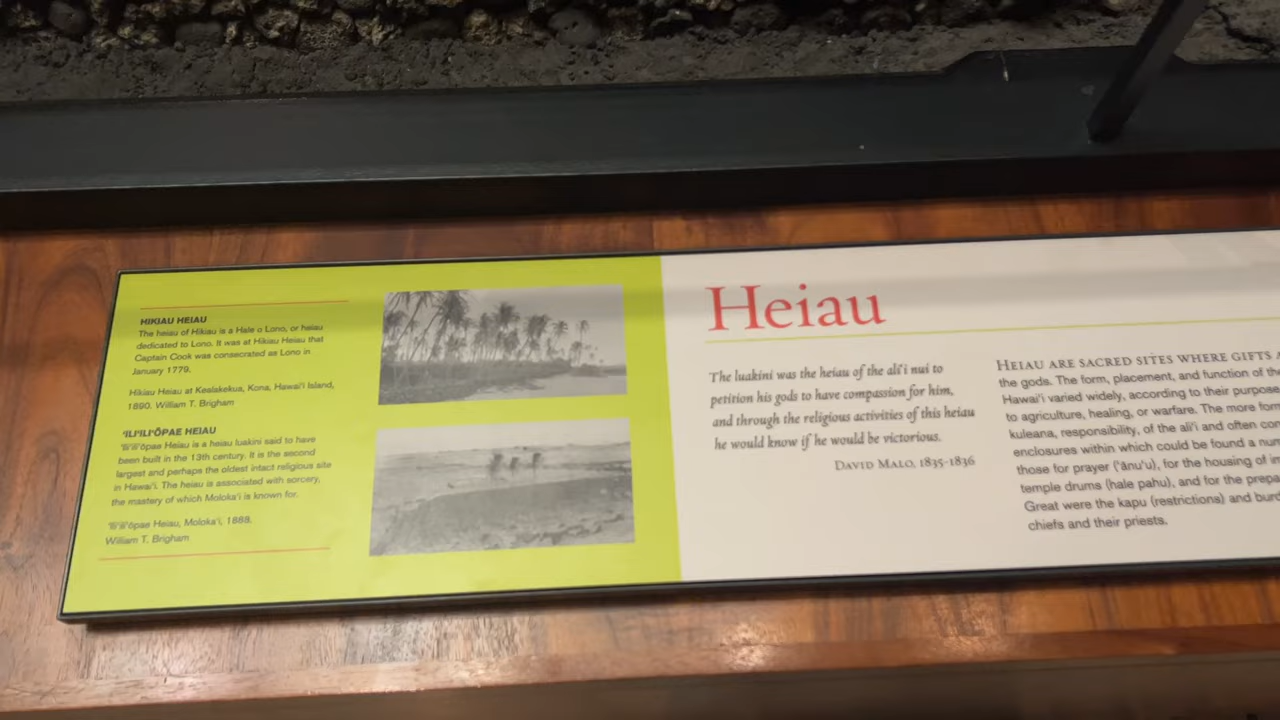 HIKIAU HEIAU
The heiau of Hikiau is a Hale o Lono, or heiau
dedicated to Lono. It was at Hikiau Heiau that
Captain Cook was consecrated as Lono in
January 1779.
Hikiau Heiau at Kealakekua, Kona, Hawai‘i Island,
1890. William T. Brigham
‘ILI‘ILI‘ŌPAE HEIAU
‘Ili‘ili‘ōpae Heiau is a heiau luakini said to have
been built in the 13th century. It is the second
largest and perhaps the oldest intact religious site
in Hawai‘i. The heiau is associated with sorcery,
the mastery of which Moloka‘i is known for.
‘Ili‘ili‘ōpae Heiau, Moloka‘i, 1888.
William T. Brigham
Heiau
The luakini was the heiau of the ali‘i nui to
petition his gods to have compassion for him,
and through the religious activities of this heiau
he would know if he would be victorious.
DAVID MALO, 1835-1836
HEIAU ARE SACRED SITES WHERE GIFTS
the gods. The form, placement, and function of the
Hawai‘i varied widely, according to their purpose
to agriculture, healing, or warfare. The more
kuleana, responsibility, of the ali‘i and often
enclosures within which could be found a
those for prayer (‘ānu‘u), for the housing of
temple drums (hale pahu), and for the
Great were the kapu (restrictions) and
chiefs and their priests.